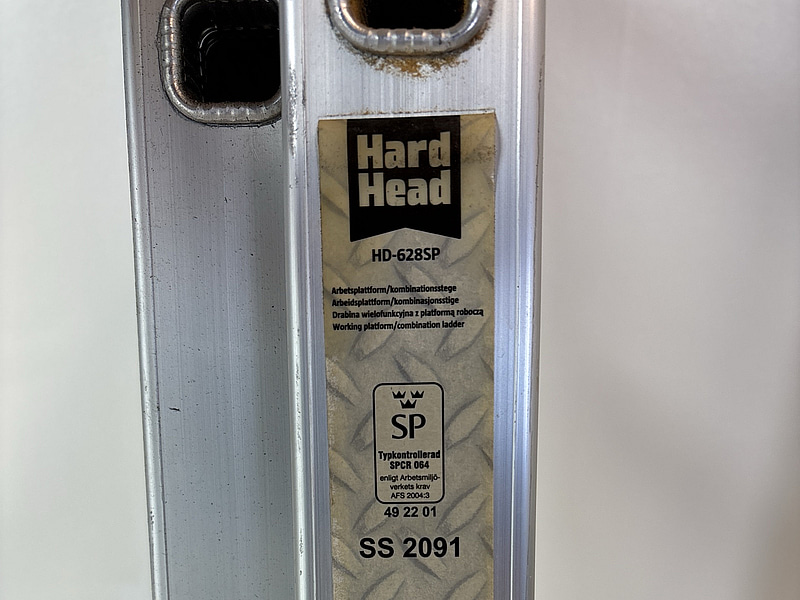 Hard
Head
HD-628SP
Arbetsplattform/kombinationsstege
Arbeidsplattform/kombinasjonsstige
Drabina wielofunkcyjna z platformą roboczą
Working platform/combination ladder
SP
Typkontrollerad
SPCR 064
enligt Arbetsmiljö-
verkets krav
AFS 2004:3
49 22 01
SS 2091